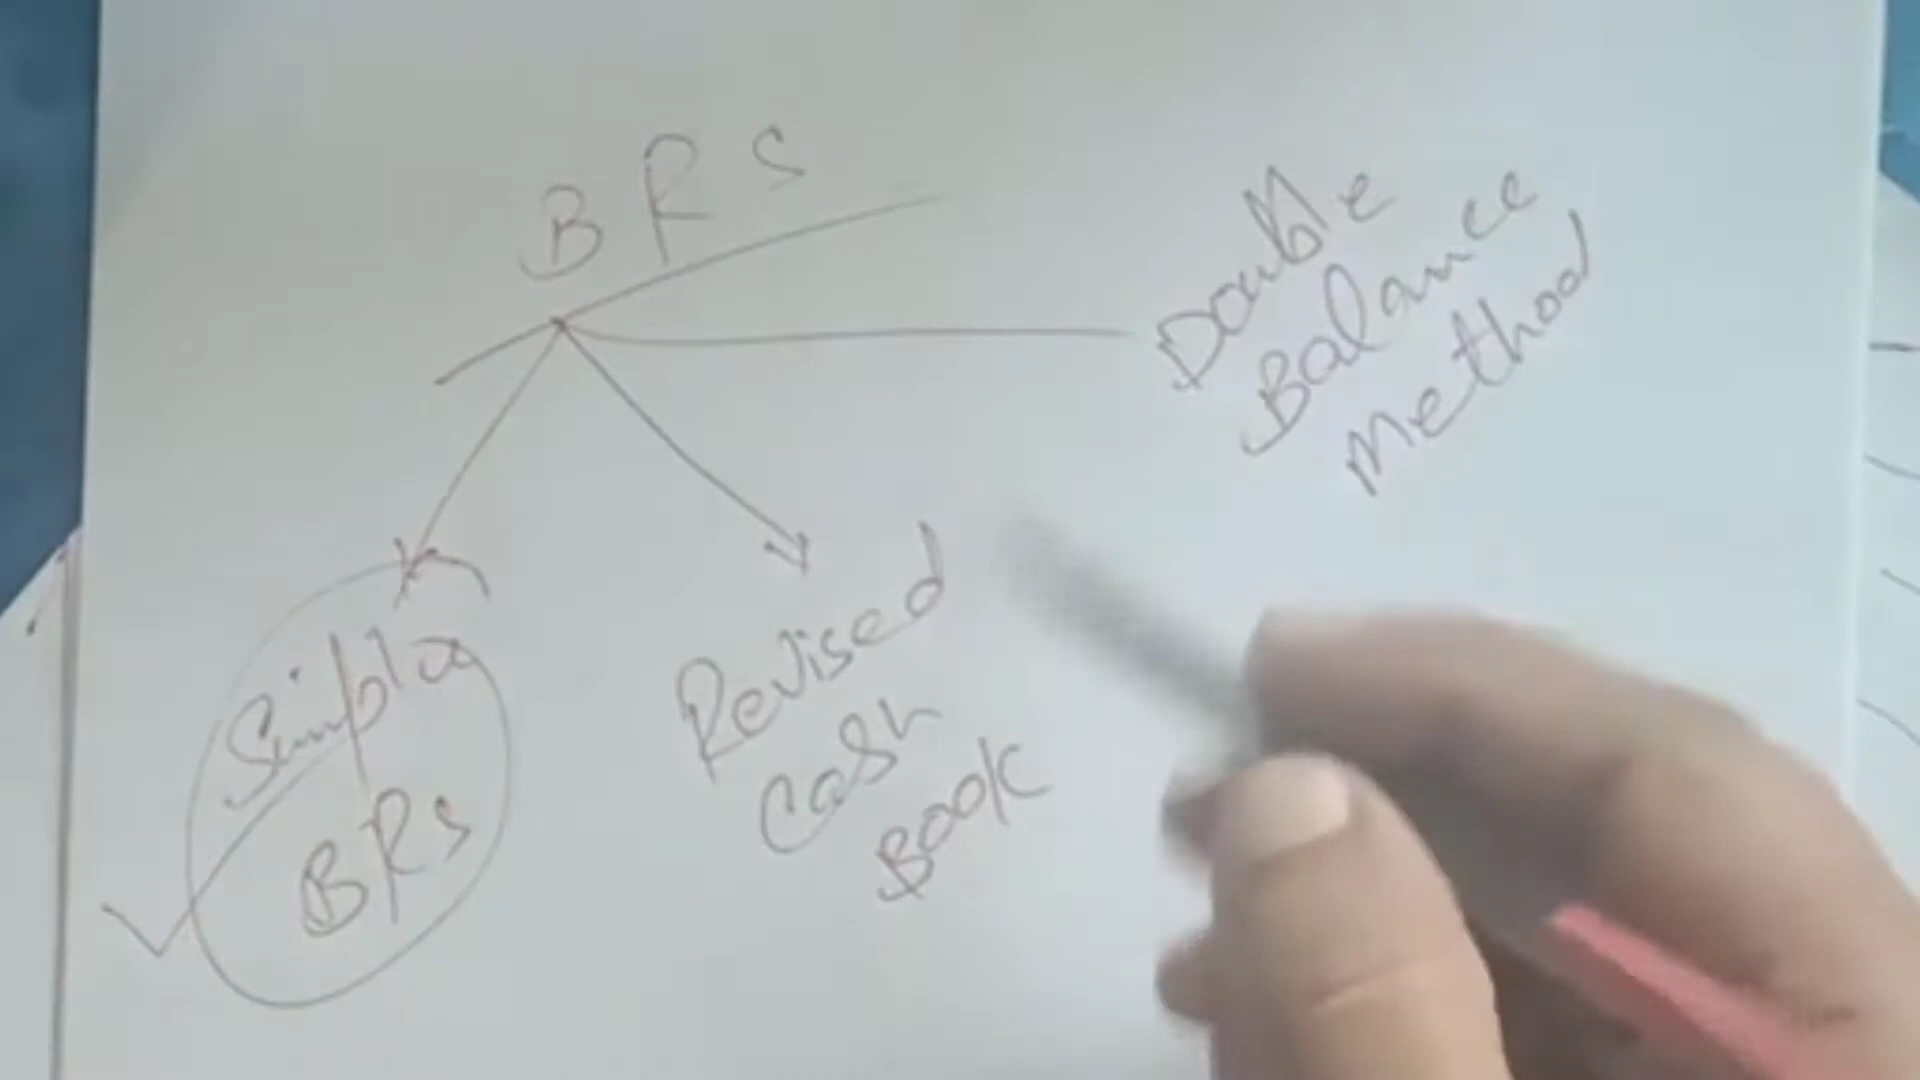 BRS
Double
Balance
Method
Simple
BRS
Revised
Cash
Book